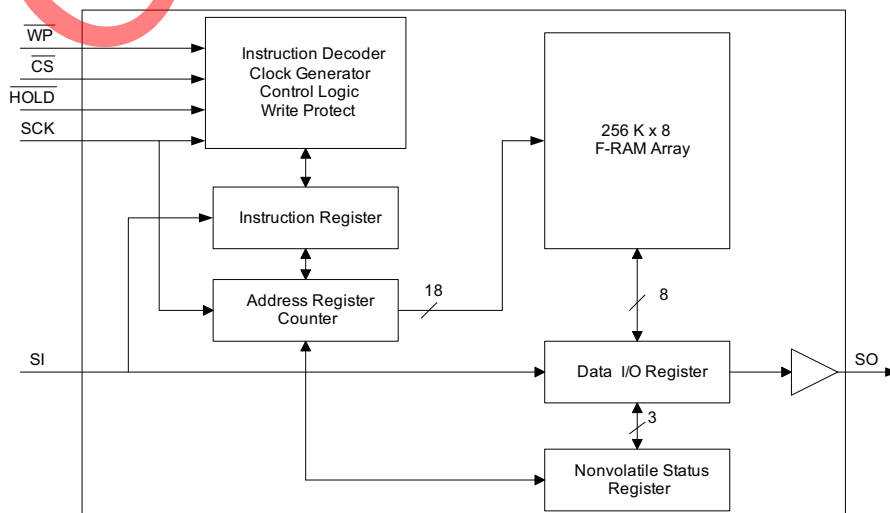 WP
CS
HOLD
SCK
Instruction Decoder
Clock Generator
Control Logic
Write Protect
256 K x 8
F-RAM Array
Instruction Register
Address Register
Counter
18
8
SI
Data I/O Register
SO
3
Nonvolatile Status
Register